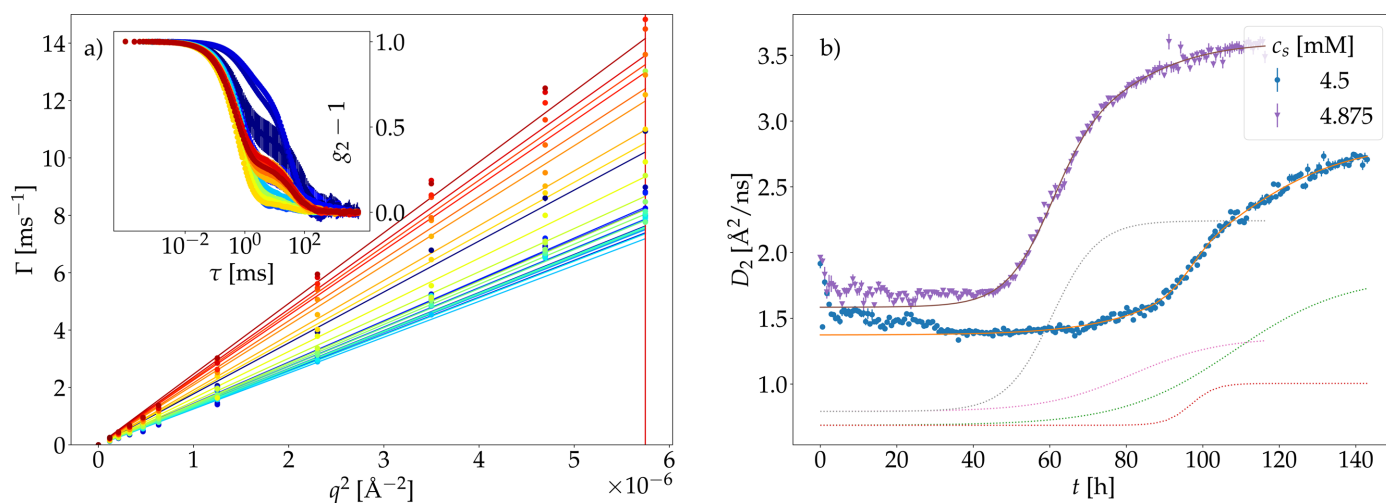 a)
Γ [ms⁻¹]
14
12
10
8
6
4
2
0
0 1 2 3 4 5 6
×10⁻⁶
q² [Å⁻²]
1.0
0.5
0.0
g₂ − 1
10⁻² 10⁰ 10²
τ [ms]
b)
D₂ [Å²/ns]
3.5
3.0
2.5
2.0
1.5
1.0
0 20 40 60 80 100 120 140
t [h]
cₛ [mM]
4.5
4.875